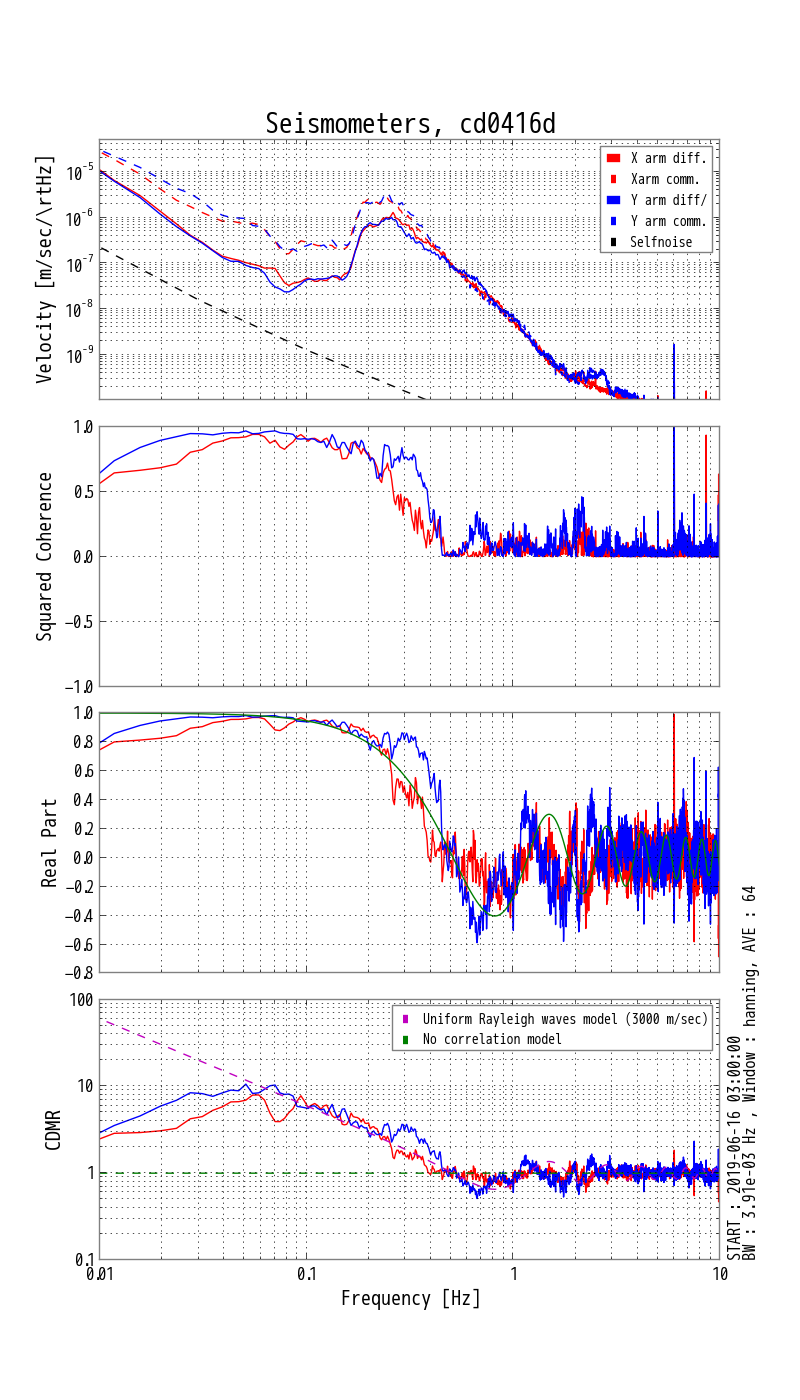 Seismometers, cd0416d
Velocity [m/sec/\rtHz]
10^-5
10^-6
10^-7
10^-8
10^-9
X arm diff.
Xarm comm.
Y arm diff/
Y arm comm.
Selfnoise
Squared Coherence
1.0
0.5
0.0
−0.5
−1.0
Real Part
1.0
0.8
0.6
0.4
0.2
0.0
−0.2
−0.4
−0.6
−0.8
CDMR
100
10
1
0.1
Uniform Rayleigh waves model (3000 m/sec)
No correlation model
0.01
0.1
1
10
Frequency [Hz]
START : 2019-06-16 03:00:00
BW : 3.91e-03 Hz , Window : hanning, AVE : 64